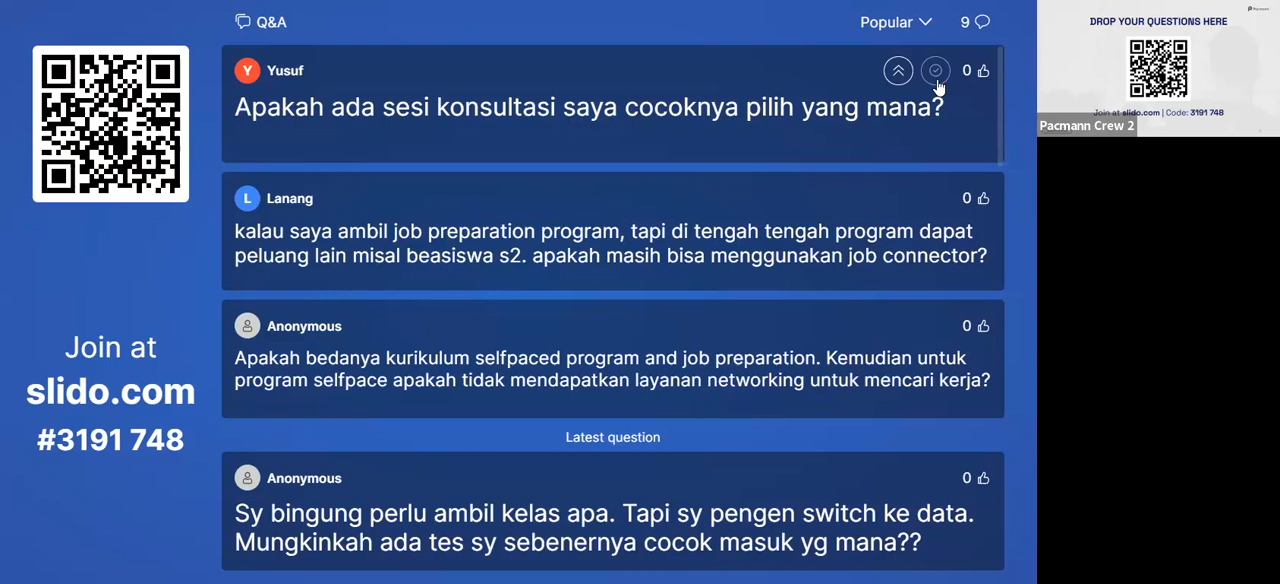 Q&A
Popular
9
Y
Yusuf
0
Apakah ada sesi konsultasi saya cocoknya pilih yang mana?
L
Lanang
0
kalau saya ambil job preparation program, tapi di tengah tengah program dapat
peluang lain misal beasiswa s2. apakah masih bisa menggunakan job connector?
Anonymous
0
Apakah bedanya kurikulum selfpaced program and job preparation. Kemudian untuk
program selfpace apakah tidak mendapatkan layanan networking untuk mencari kerja?
Latest question
Anonymous
0
Sy bingung perlu ambil kelas apa. Tapi sy pengen switch ke data.
Mungkinkah ada tes sy sebenernya cocok masuk yg mana??
Join at
slido.com
#3191 748
DROP YOUR QUESTIONS HERE
Join at slido.com | Code: 3191 748
Pacmann Crew 2